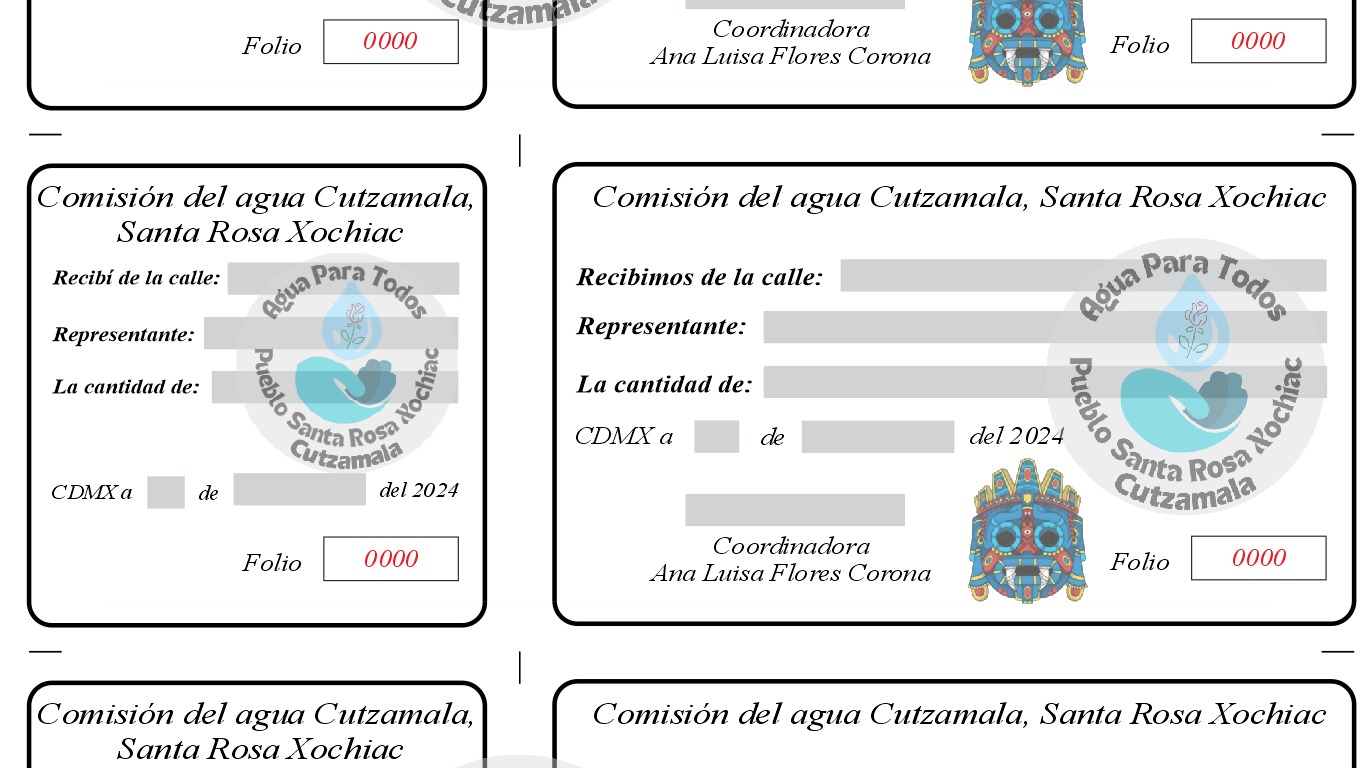 Cutzamala
Folio 0000
Coordinadora
Ana Luisa Flores Corona
Folio 0000
Comisión del agua Cutzamala,
Santa Rosa Xochiac
Recibí de la calle:
Representante:
La cantidad de:
Agua Para Todos
Pueblo Santa Rosa Xochiac
Cutzamala
CDMX a de del 2024
Folio 0000
Comisión del agua Cutzamala, Santa Rosa Xochiac
Recibimos de la calle:
Representante:
La cantidad de:
Agua Para Todos
Pueblo Santa Rosa Xochiac
Cutzamala
CDMX a de del 2024
Coordinadora
Ana Luisa Flores Corona
Folio 0000
Comisión del agua Cutzamala,
Santa Rosa Xochiac
Comisión del agua Cutzamala, Santa Rosa Xochiac